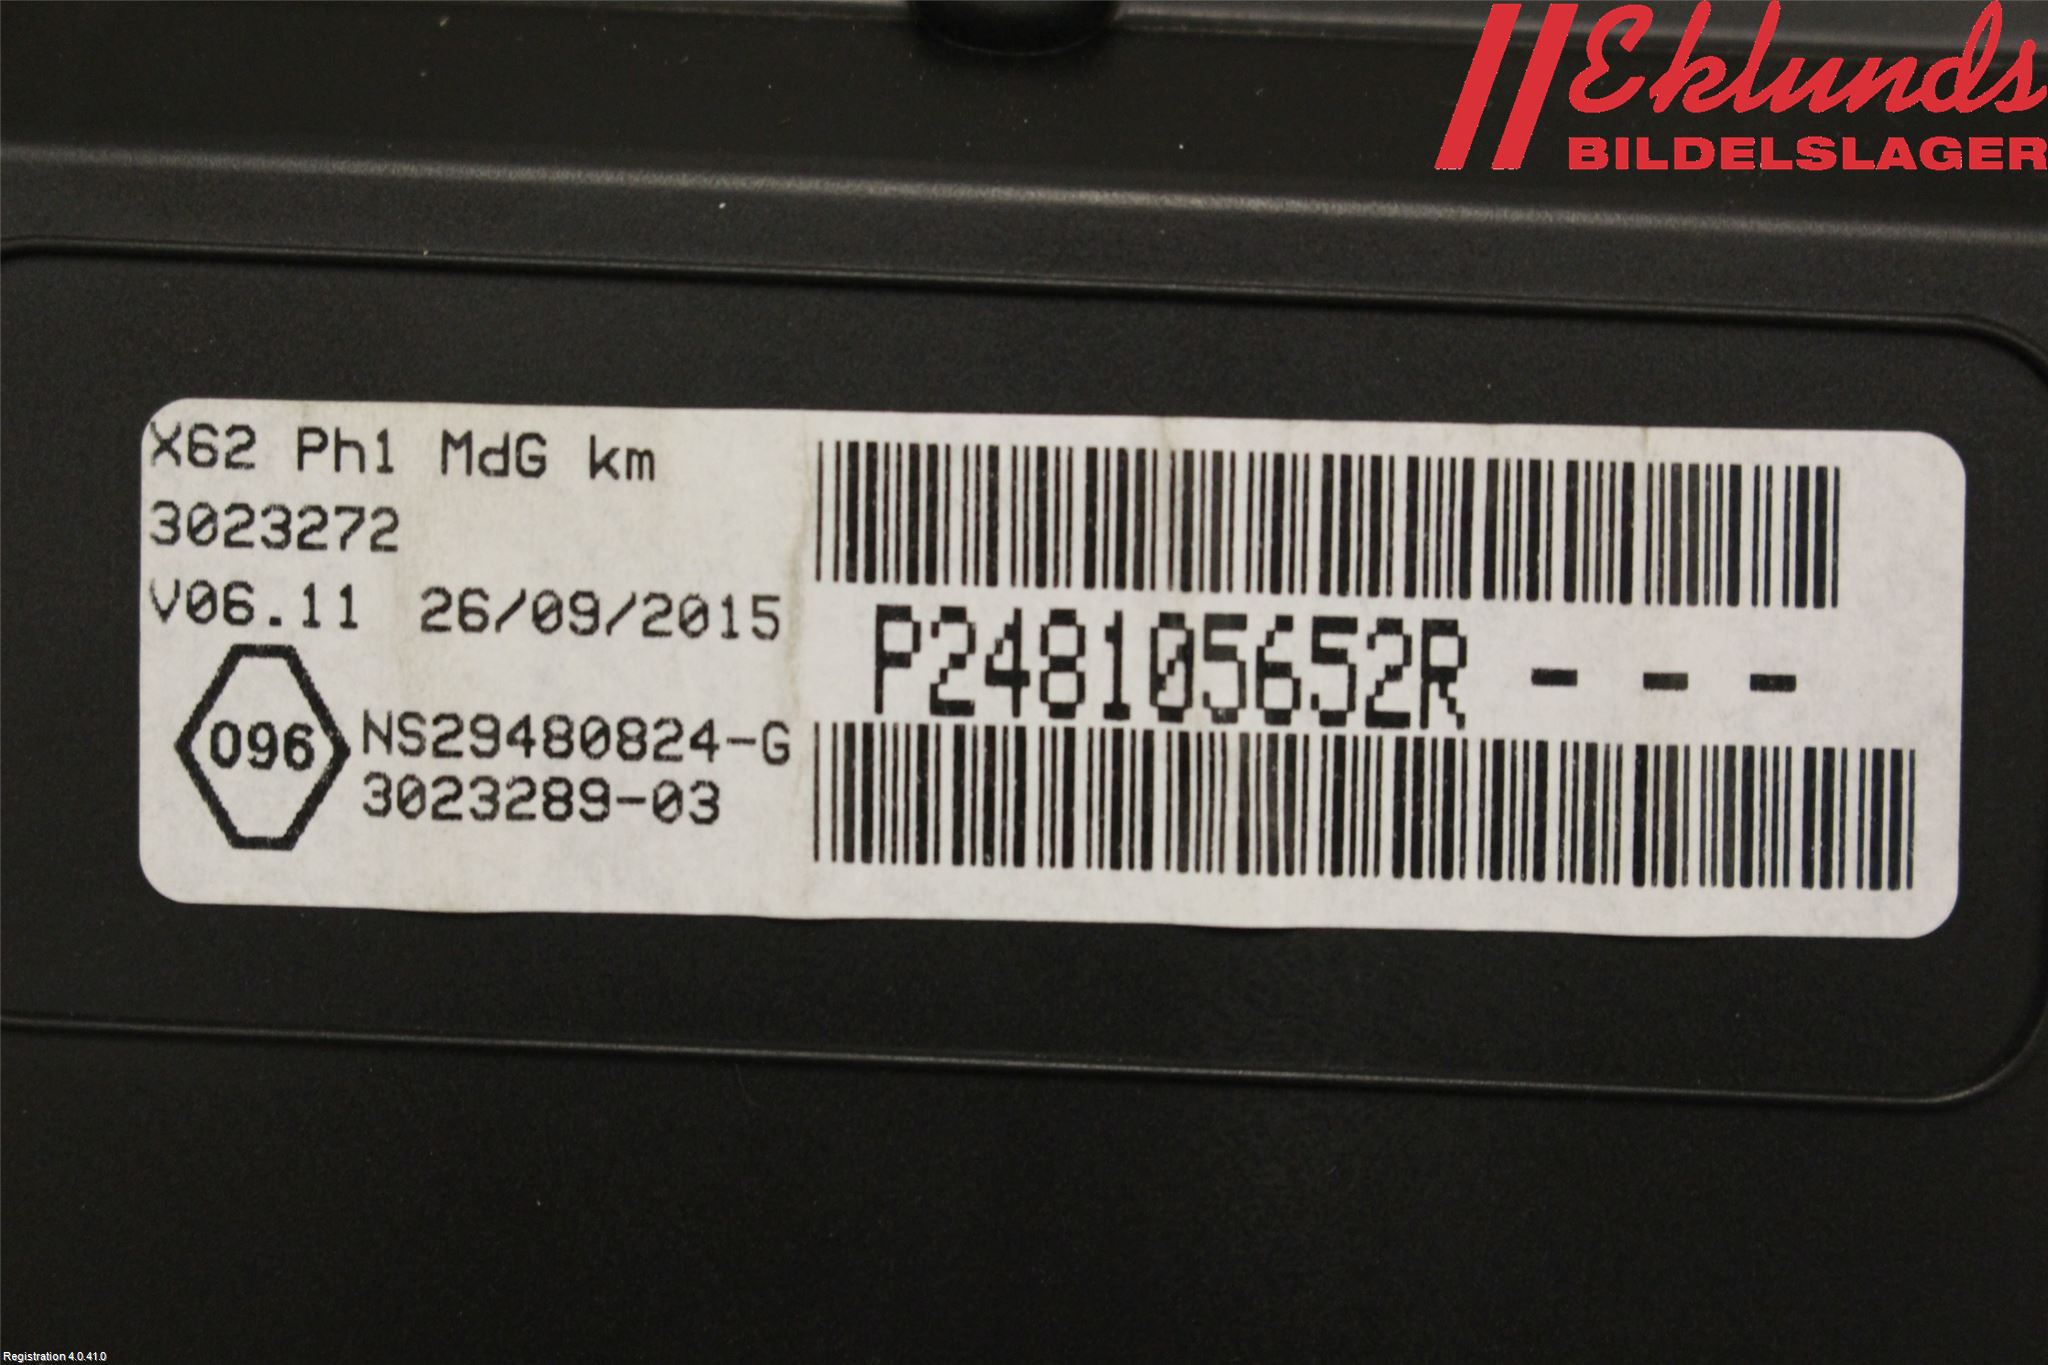 Eklunds
BILDELSLAGER
X62 Ph1 MdG km
3023272
V06.11 26/09/2015
P248105652R - - -
096
NS29480824-G
3023289-03
Registration 4.0.41.0